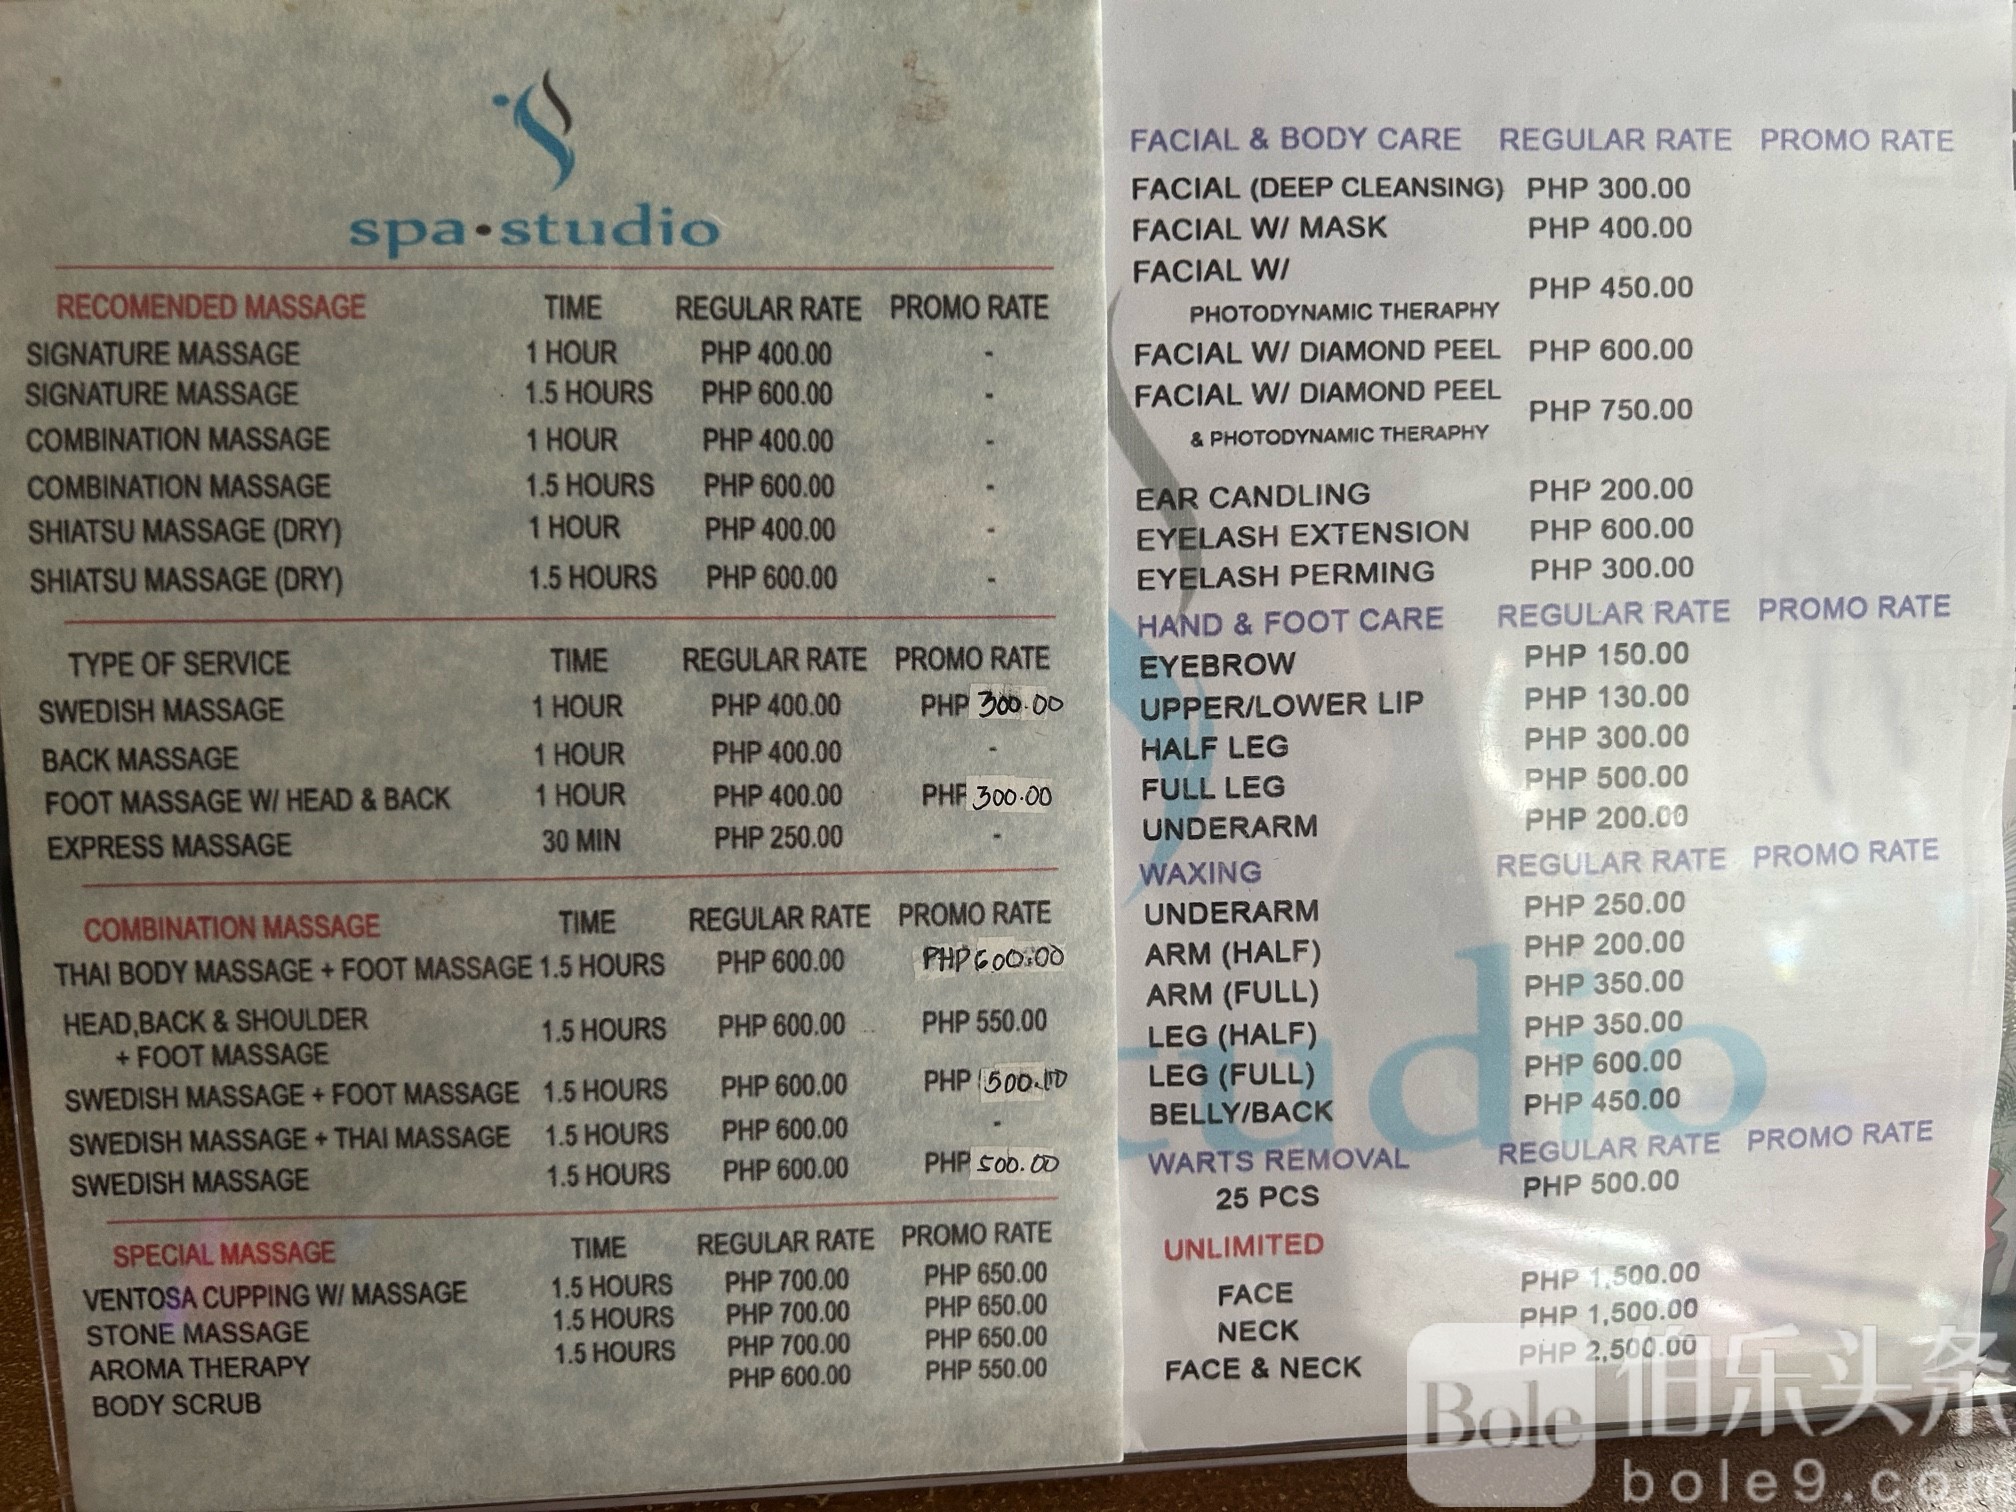 spa•studio
RECOMENDED MASSAGE TIME REGULAR RATE PROMO RATE
SIGNATURE MASSAGE 1 HOUR PHP 400.00 -
SIGNATURE MASSAGE 1.5 HOURS PHP 600.00 -
COMBINATION MASSAGE 1 HOUR PHP 400.00 -
COMBINATION MASSAGE 1.5 HOURS PHP 600.00 -
SHIATSU MASSAGE (DRY) 1 HOUR PHP 400.00 -
SHIATSU MASSAGE (DRY) 1.5 HOURS PHP 600.00 -
TYPE OF SERVICE TIME REGULAR RATE PROMO RATE
SWEDISH MASSAGE 1 HOUR PHP 400.00 PHP 300.00
BACK MASSAGE 1 HOUR PHP 400.00 -
FOOT MASSAGE W/ HEAD & BACK 1 HOUR PHP 400.00 PHP 300.00
EXPRESS MASSAGE 30 MIN PHP 250.00 -
COMBINATION MASSAGE TIME REGULAR RATE PROMO RATE
THAI BODY MASSAGE + FOOT MASSAGE 1.5 HOURS PHP 600.00 PHP 600.00
HEAD,BACK & SHOULDER
+ FOOT MASSAGE 1.5 HOURS PHP 600.00 PHP 550.00
SWEDISH MASSAGE + FOOT MASSAGE 1.5 HOURS PHP 600.00 PHP 500.00
SWEDISH MASSAGE + THAI MASSAGE 1.5 HOURS PHP 600.00 -
SWEDISH MASSAGE 1.5 HOURS PHP 600.00 PHP 500.00
SPECIAL MASSAGE TIME REGULAR RATE PROMO RATE
VENTOSA CUPPING W/ MASSAGE 1.5 HOURS PHP 700.00 PHP 650.00
STONE MASSAGE 1.5 HOURS PHP 700.00 PHP 650.00
AROMA THERAPY 1.5 HOURS PHP 700.00 PHP 650.00
BODY SCRUB PHP 600.00 PHP 550.00
FACIAL & BODY CARE REGULAR RATE PROMO RATE
FACIAL (DEEP CLEANSING) PHP 300.00
FACIAL W/ MASK PHP 400.00
FACIAL W/
PHOTODYNAMIC THERAPHY PHP 450.00
FACIAL W/ DIAMOND PEEL PHP 600.00
FACIAL W/ DIAMOND PEEL
& PHOTODYNAMIC THERAPHY PHP 750.00
EAR CANDLING PHP 200.00
EYELASH EXTENSION PHP 600.00
EYELASH PERMING PHP 300.00
HAND & FOOT CARE REGULAR RATE PROMO RATE
EYEBROW PHP 150.00
UPPER/LOWER LIP PHP 130.00
HALF LEG PHP 300.00
FULL LEG PHP 500.00
UNDERARM PHP 200.00
WAXING REGULAR RATE PROMO RATE
UNDERARM PHP 250.00
ARM (HALF) PHP 200.00
ARM (FULL) PHP 350.00
LEG (HALF) PHP 350.00
LEG (FULL) PHP 600.00
BELLY/BACK PHP 450.00
WARTS REMOVAL REGULAR RATE PROMO RATE
25 PCS PHP 500.00
UNLIMITED
FACE PHP 1,500.00
NECK PHP 1,500.00
FACE & NECK PHP 2,500.00
tudio
Bole 伯乐头条
bole9.com